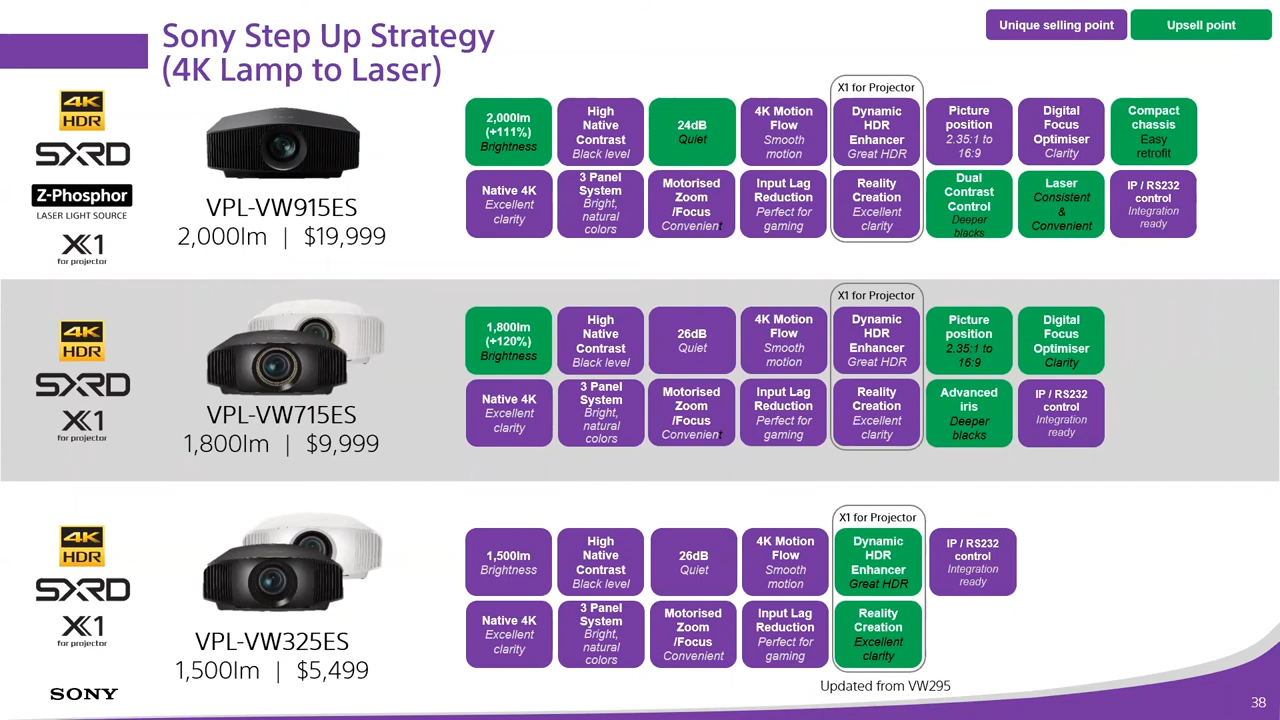 Sony Step Up Strategy
(4K Lamp to Laser)
Unique selling point
Upsell point
4K
HDR
SXRD
Z-Phosphor
LASER LIGHT SOURCE
X1
for projector
VPL-VW915ES
2,000lm | $19,999
X1 for Projector
2,000lm
(+111%)
Brightness
High
Native
Contrast
Black level
24dB
Quiet
4K Motion
Flow
Smooth
motion
Dynamic
HDR
Enhancer
Great HDR
Picture
position
2.35:1 to
16:9
Digital
Focus
Optimiser
Clarity
Compact
chassis
Easy
retrofit
Native 4K
Excellent
clarity
3 Panel
System
Bright,
natural
colors
Motorised
Zoom
/Focus
Convenient
Input Lag
Reduction
Perfect for
gaming
Reality
Creation
Excellent
clarity
Dual
Contrast
Control
Deeper
blacks
Laser
Consistent
&
Convenient
IP / RS232
control
Integration
ready
4K
HDR
SXRD
X1
for projector
VPL-VW715ES
1,800lm | $9,999
X1 for Projector
1,800lm
(+120%)
Brightness
High
Native
Contrast
Black level
26dB
Quiet
4K Motion
Flow
Smooth
motion
Dynamic
HDR
Enhancer
Great HDR
Picture
position
2.35:1 to
16:9
Digital
Focus
Optimiser
Clarity
Native 4K
Excellent
clarity
3 Panel
System
Bright,
natural
colors
Motorised
Zoom
/Focus
Convenient
Input Lag
Reduction
Perfect for
gaming
Reality
Creation
Excellent
clarity
Advanced
iris
Deeper
blacks
IP / RS232
control
Integration
ready
4K
HDR
SXRD
X1
for projector
VPL-VW325ES
1,500lm | $5,499
X1 for Projector
1,500lm
Brightness
High
Native
Contrast
Black level
26dB
Quiet
4K Motion
Flow
Smooth
motion
Dynamic
HDR
Enhancer
Great HDR
IP / RS232
control
Integration
ready
Native 4K
Excellent
clarity
3 Panel
System
Bright,
natural
colors
Motorised
Zoom
/Focus
Convenient
Input Lag
Reduction
Perfect for
gaming
Reality
Creation
Excellent
clarity
Updated from VW295
SONY
38